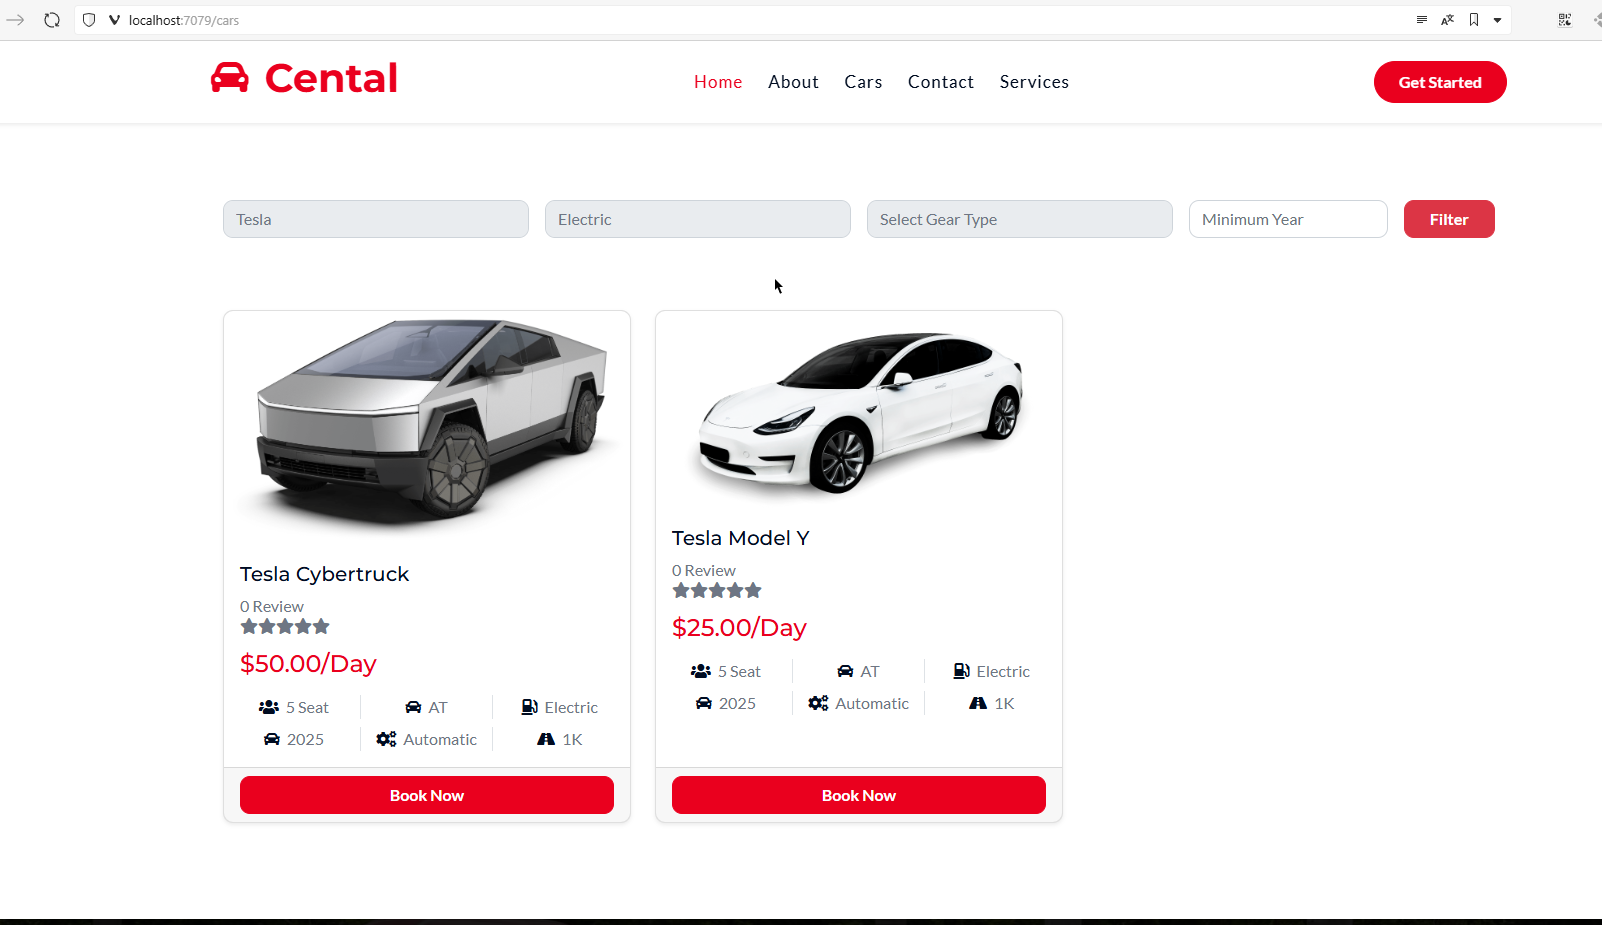 localhost:7079/cars
Cental
Home About Cars Contact Services
Get Started
Tesla Electric Select Gear Type Minimum Year Filter
Tesla Cybertruck
0 Review
$50.00/Day
5 Seat AT Electric
2025 Automatic 1K
Book Now
Tesla Model Y
0 Review
$25.00/Day
5 Seat AT Electric
2025 Automatic 1K
Book Now